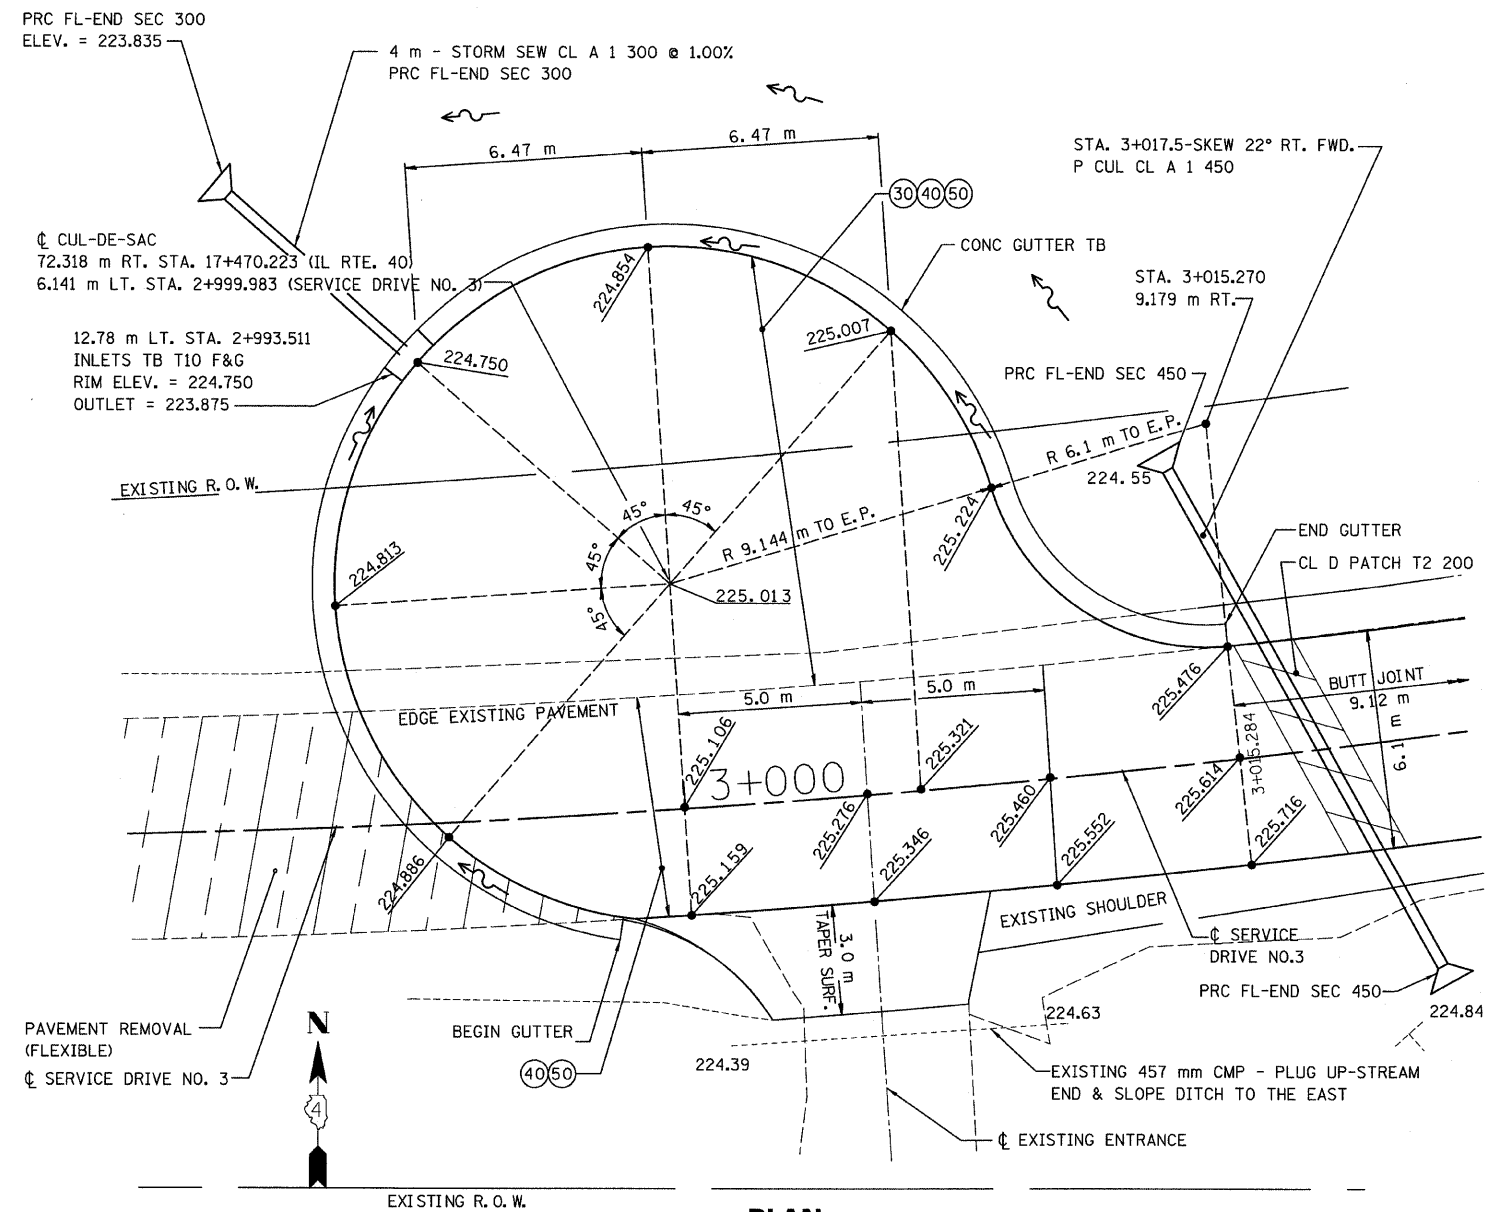 PRC FL-END SEC 300
ELEV. = 223.835
4 m - STORM SEW CL A 1 300 @ 1.00%
PRC FL-END SEC 300
6.47 m
6.47 m
STA. 3+017.5-SKEW 22° RT. FWD.
P CUL CL A 1 450
30 40 50
℄ CUL-DE-SAC
72.318 m RT. STA. 17+470.223 (IL RTE. 40)
6.141 m LT. STA. 2+999.983 (SERVICE DRIVE NO. 3)
CONC GUTTER TB
STA. 3+015.270
9.179 m RT.
224.854
225.007
12.78 m LT. STA. 2+993.511
INLETS TB T10 F&G
RIM ELEV. = 224.750
OUTLET = 223.875
224.750
PRC FL-END SEC 450
R 6.1 m TO E.P.
224.55
EXISTING R.O.W.
45°
45°
45°
45°
R 9.144 m TO E.P.
225.224
224.813
225.013
END GUTTER
CL D PATCH T2 200
225.476
BUTT JOINT
9.12 m
6.1 m
5.0 m
5.0 m
EDGE EXISTING PAVEMENT
225.106
225.321
3+000
3+015.284
225.614
225.276
225.460
225.716
225.346
225.552
225.159
224.886
EXISTING SHOULDER
3.0 m
TAPER SURF.
℄ SERVICE
DRIVE NO.3
PRC FL-END SEC 450
224.84
224.63
PAVEMENT REMOVAL
(FLEXIBLE)
℄ SERVICE DRIVE NO. 3
N
4
BEGIN GUTTER
40 50
224.39
EXISTING 457 mm CMP - PLUG UP-STREAM
END & SLOPE DITCH TO THE EAST
℄ EXISTING ENTRANCE
EXISTING R.O.W.
PLAN